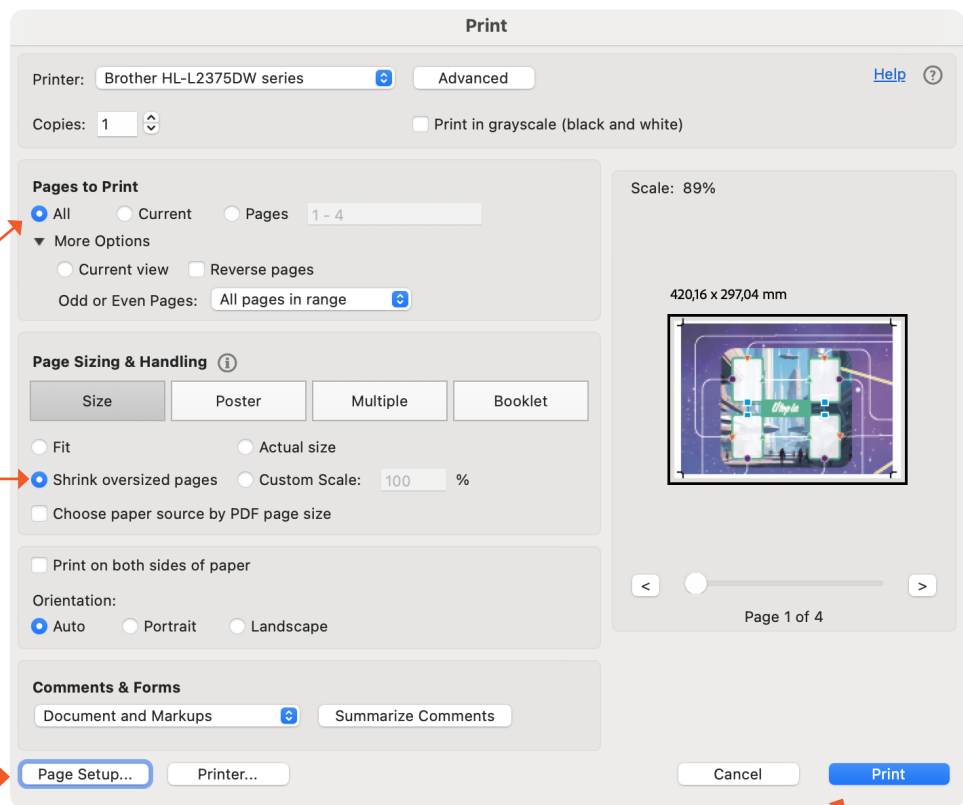 Print
Printer: Brother HL-L2375DW series Advanced Help ?
Copies: 1 Print in grayscale (black and white)
Pages to Print
All Current Pages 1 - 4
More Options
Current view Reverse pages
Odd or Even Pages: All pages in range
Scale: 89%
420,16 x 297,04 mm
Utopia
< >
Page 1 of 4
Page Sizing & Handling i
Size Poster Multiple Booklet
Fit Actual size
Shrink oversized pages Custom Scale: 100 %
Choose paper source by PDF page size
Print on both sides of paper
Orientation:
Auto Portrait Landscape
Comments & Forms
Document and Markups Summarize Comments
Page Setup... Printer... Cancel Print